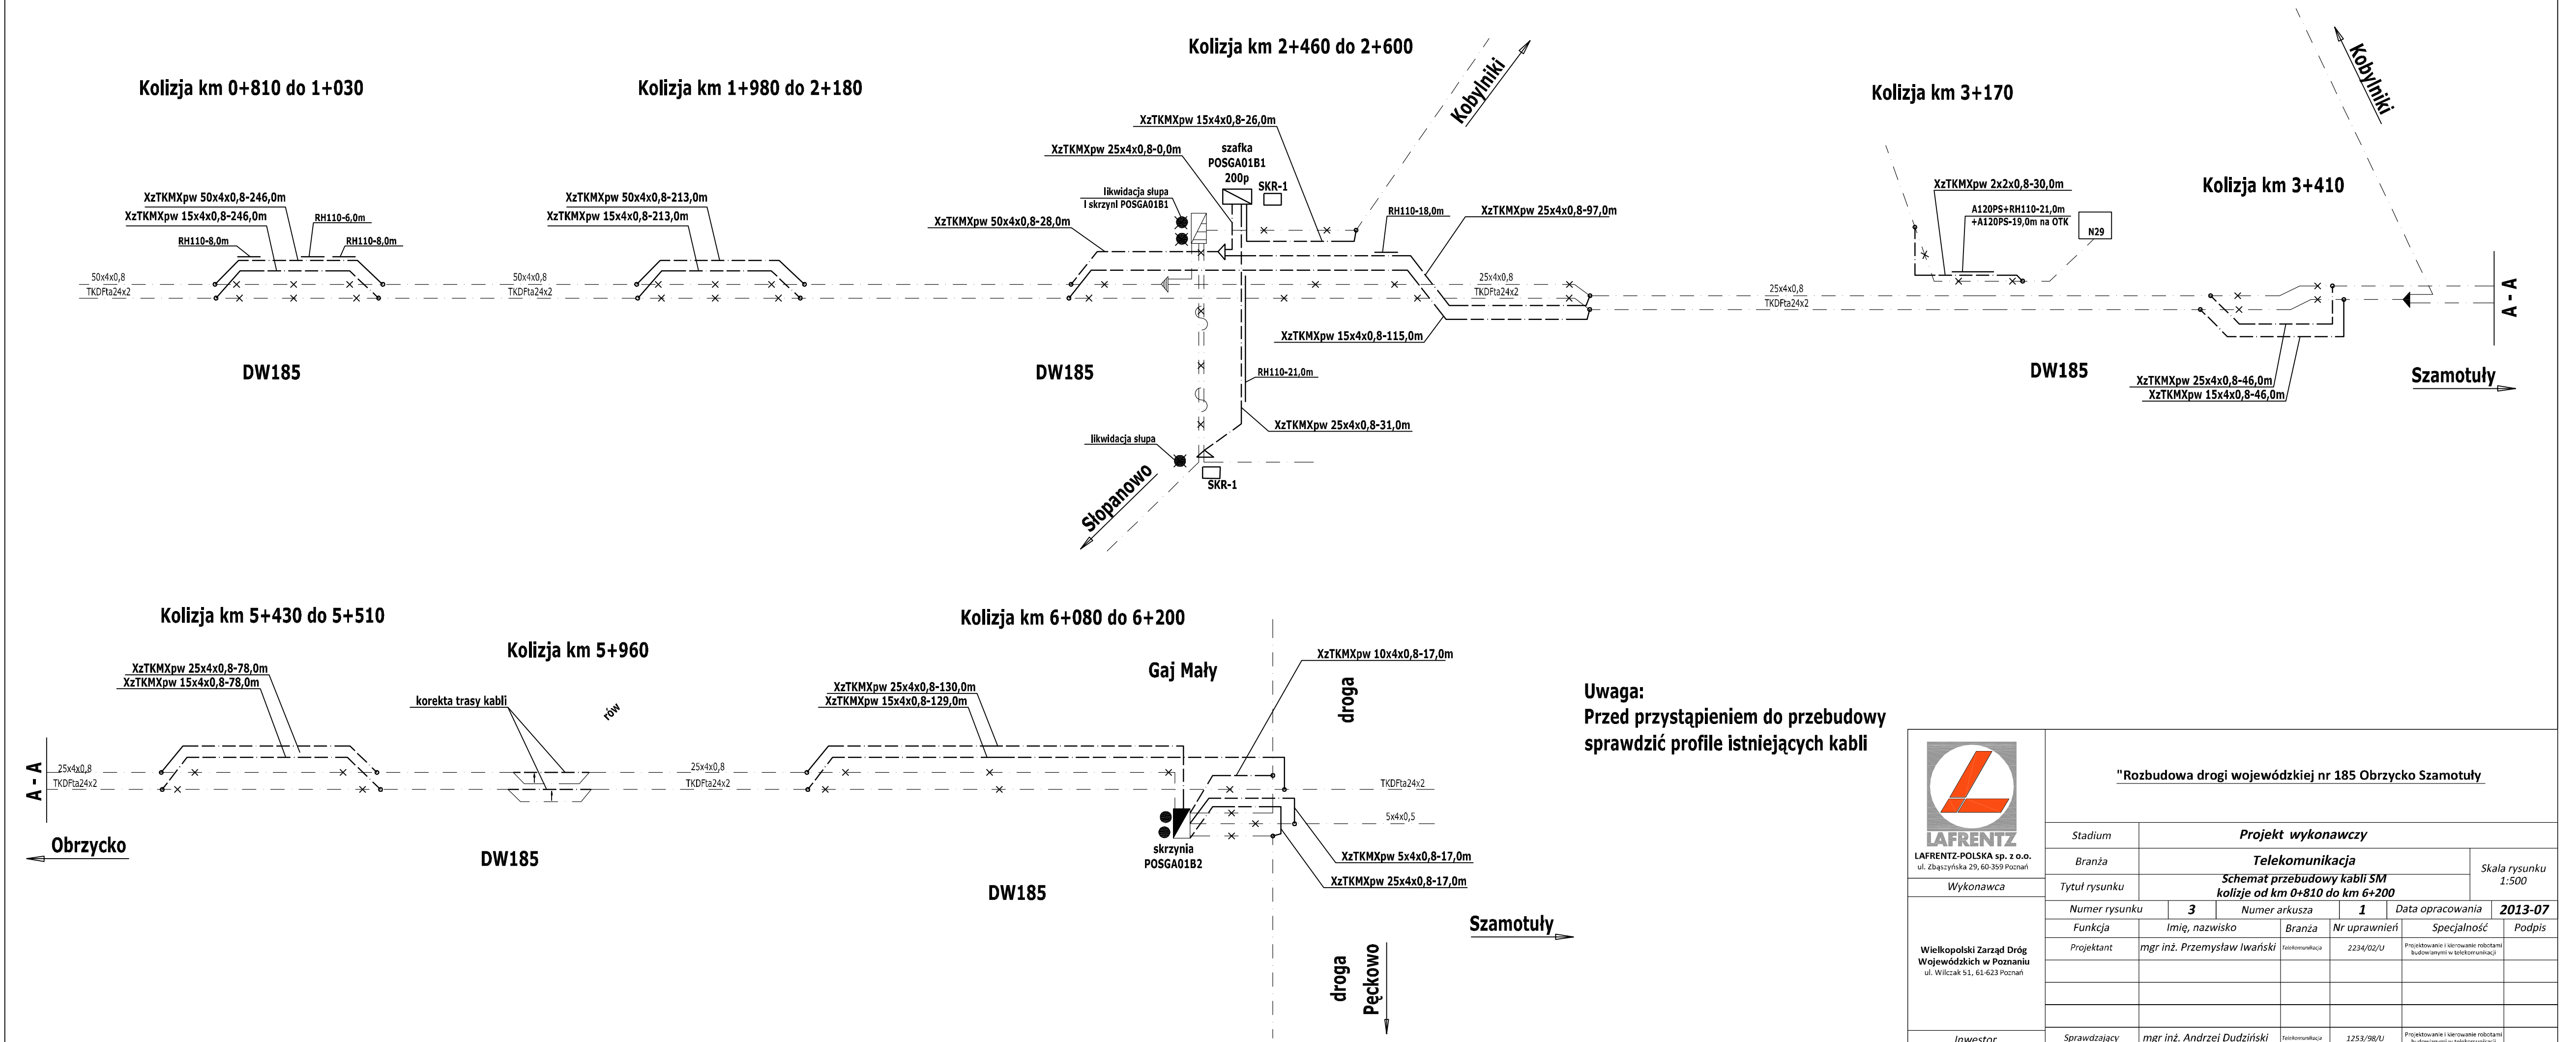 Kolizja km 0+810 do 1+030
Kolizja km 1+980 do 2+180
Kolizja km 2+460 do 2+600
Kolizja km 3+170
Kolizja km 3+410
Kobylniki
Kobylniki
XzTKMXpw 50x4x0,8-246,0m
XzTKMXpw 15x4x0,8-246,0m
RH110-6,0m
RH110-8,0m
RH110-8,0m
50x4x0,8
TKDFta24x2
DW185
XzTKMXpw 50x4x0,8-213,0m
XzTKMXpw 15x4x0,8-213,0m
50x4x0,8
TKDFta24x2
XzTKMXpw 15x4x0,8-26,0m
XzTKMXpw 25x4x0,8-0,0m
szafka
POSGA01B1
200p
SKR-1
likwidacja słupa
i skrzyni POSGA01B1
XzTKMXpw 50x4x0,8-28,0m
RH110-18,0m
XzTKMXpw 25x4x0,8-97,0m
25x4x0,8
TKDFta24x2
XzTKMXpw 15x4x0,8-115,0m
DW185
RH110-21,0m
XzTKMXpw 25x4x0,8-31,0m
likwidacja słupa
SKR-1
Słopanowo
XzTKMXpw 2x2x0,8-30,0m
A120PS+RH110-21,0m
+A120PS-19,0m na OTK
N29
25x4x0,8
TKDFta24x2
DW185
XzTKMXpw 25x4x0,8-46,0m
XzTKMXpw 15x4x0,8-46,0m
A - A
Szamotuły
Kolizja km 5+430 do 5+510
Kolizja km 5+960
Kolizja km 6+080 do 6+200
XzTKMXpw 25x4x0,8-78,0m
XzTKMXpw 15x4x0,8-78,0m
korekta trasy kabli
rów
A - A
25x4x0,8
TKDFta24x2
Obrzycko
DW185
25x4x0,8
TKDFta24x2
XzTKMXpw 25x4x0,8-130,0m
XzTKMXpw 15x4x0,8-129,0m
Gaj Mały
XzTKMXpw 10x4x0,8-17,0m
droga
TKDFta24x2
5x4x0,5
skrzynia
POSGA01B2
XzTKMXpw 5x4x0,8-17,0m
XzTKMXpw 25x4x0,8-17,0m
DW185
Szamotuły
droga
Pęckowo
Uwaga:
Przed przystąpieniem do przebudowy
sprawdzić profile istniejących kabli
LAFRENTZ
LAFRENTZ-POLSKA sp. z o.o.
ul. Zbąszyńska 29, 60-359 Poznań
Wykonawca
Wielkopolski Zarząd Dróg
Wojewódzkich w Poznaniu
ul. Wilczak 51, 61-623 Poznań
Inwestor
"Rozbudowa drogi wojewódzkiej nr 185 Obrzycko Szamotuły
Stadium Projekt wykonawczy
Branża Telekomunikacja
Skala rysunku
1:500
Tytuł rysunku Schemat przebudowy kabli SM
kolizje od km 0+810 do km 6+200
Numer rysunku 3 Numer arkusza 1 Data opracowania 2013-07
Funkcja Imię, nazwisko Branża Nr uprawnień Specjalność Podpis
Projektant mgr inż. Przemysław Iwański Telekomunikacja 2234/02/U Projektowanie i kierowanie robotami
budowlanymi w telekomunikacji
Sprawdzający mgr inż. Andrzej Dudziński Telekomunikacja 1253/98/U Projektowanie i kierowanie robotami